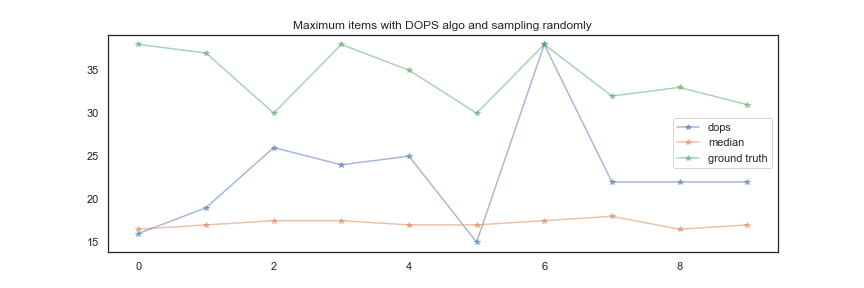 Maximum items with DOPS algo and sampling randomly
35
30
25
20
15
0 2 4 6 8
dops
median
ground truth